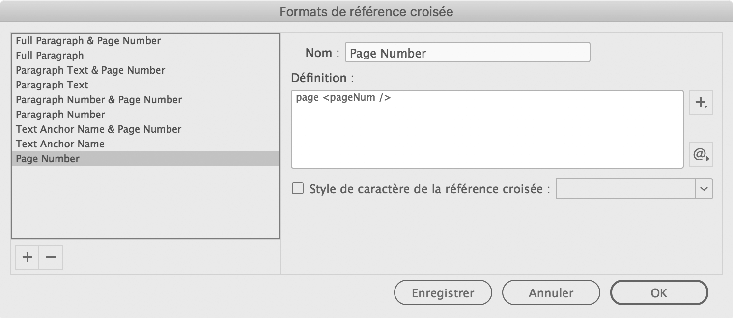 Formats de référence croisée
Full Paragraph & Page Number
Full Paragraph
Paragraph Text & Page Number
Paragraph Text
Paragraph Number & Page Number
Paragraph Number
Text Anchor Name & Page Number
Text Anchor Name
Page Number
+ −
Nom : Page Number
Définition :
page <pageNum />
+
@
Style de caractère de la référence croisée :
Enregistrer Annuler OK